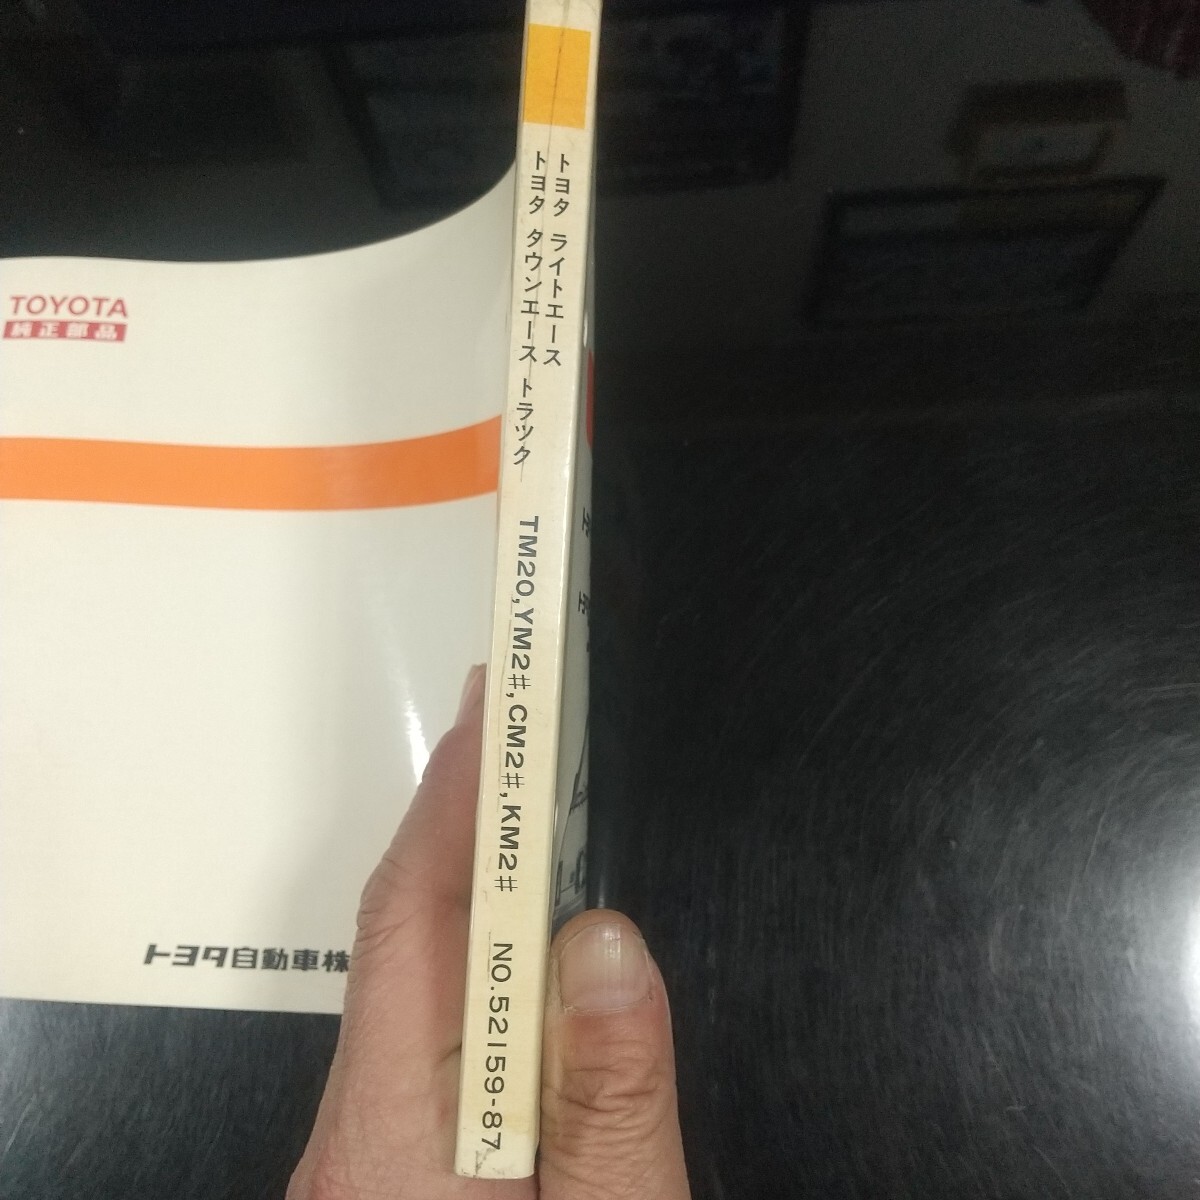 TOYOTA
純正部品
トヨタ自動車株
トヨタ ライトエース
トヨタ タウンエース トラック
TM20,YM2#,CM2#,KM2#
NO.52159-87